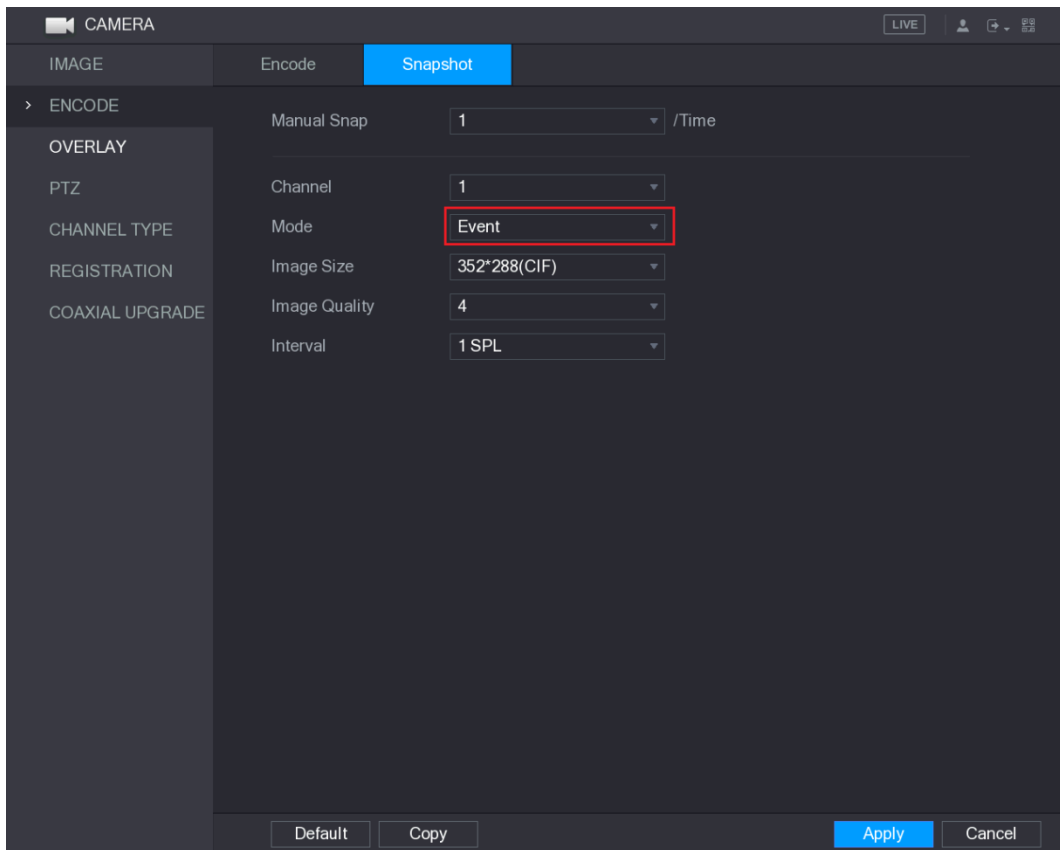 CAMERA LIVE
IMAGE Encode Snapshot
> ENCODE
Manual Snap 1 /Time
OVERLAY
PTZ Channel 1
CHANNEL TYPE Mode Event
REGISTRATION Image Size 352*288(CIF)
COAXIAL UPGRADE Image Quality 4
Interval 1 SPL
Default Copy Apply Cancel